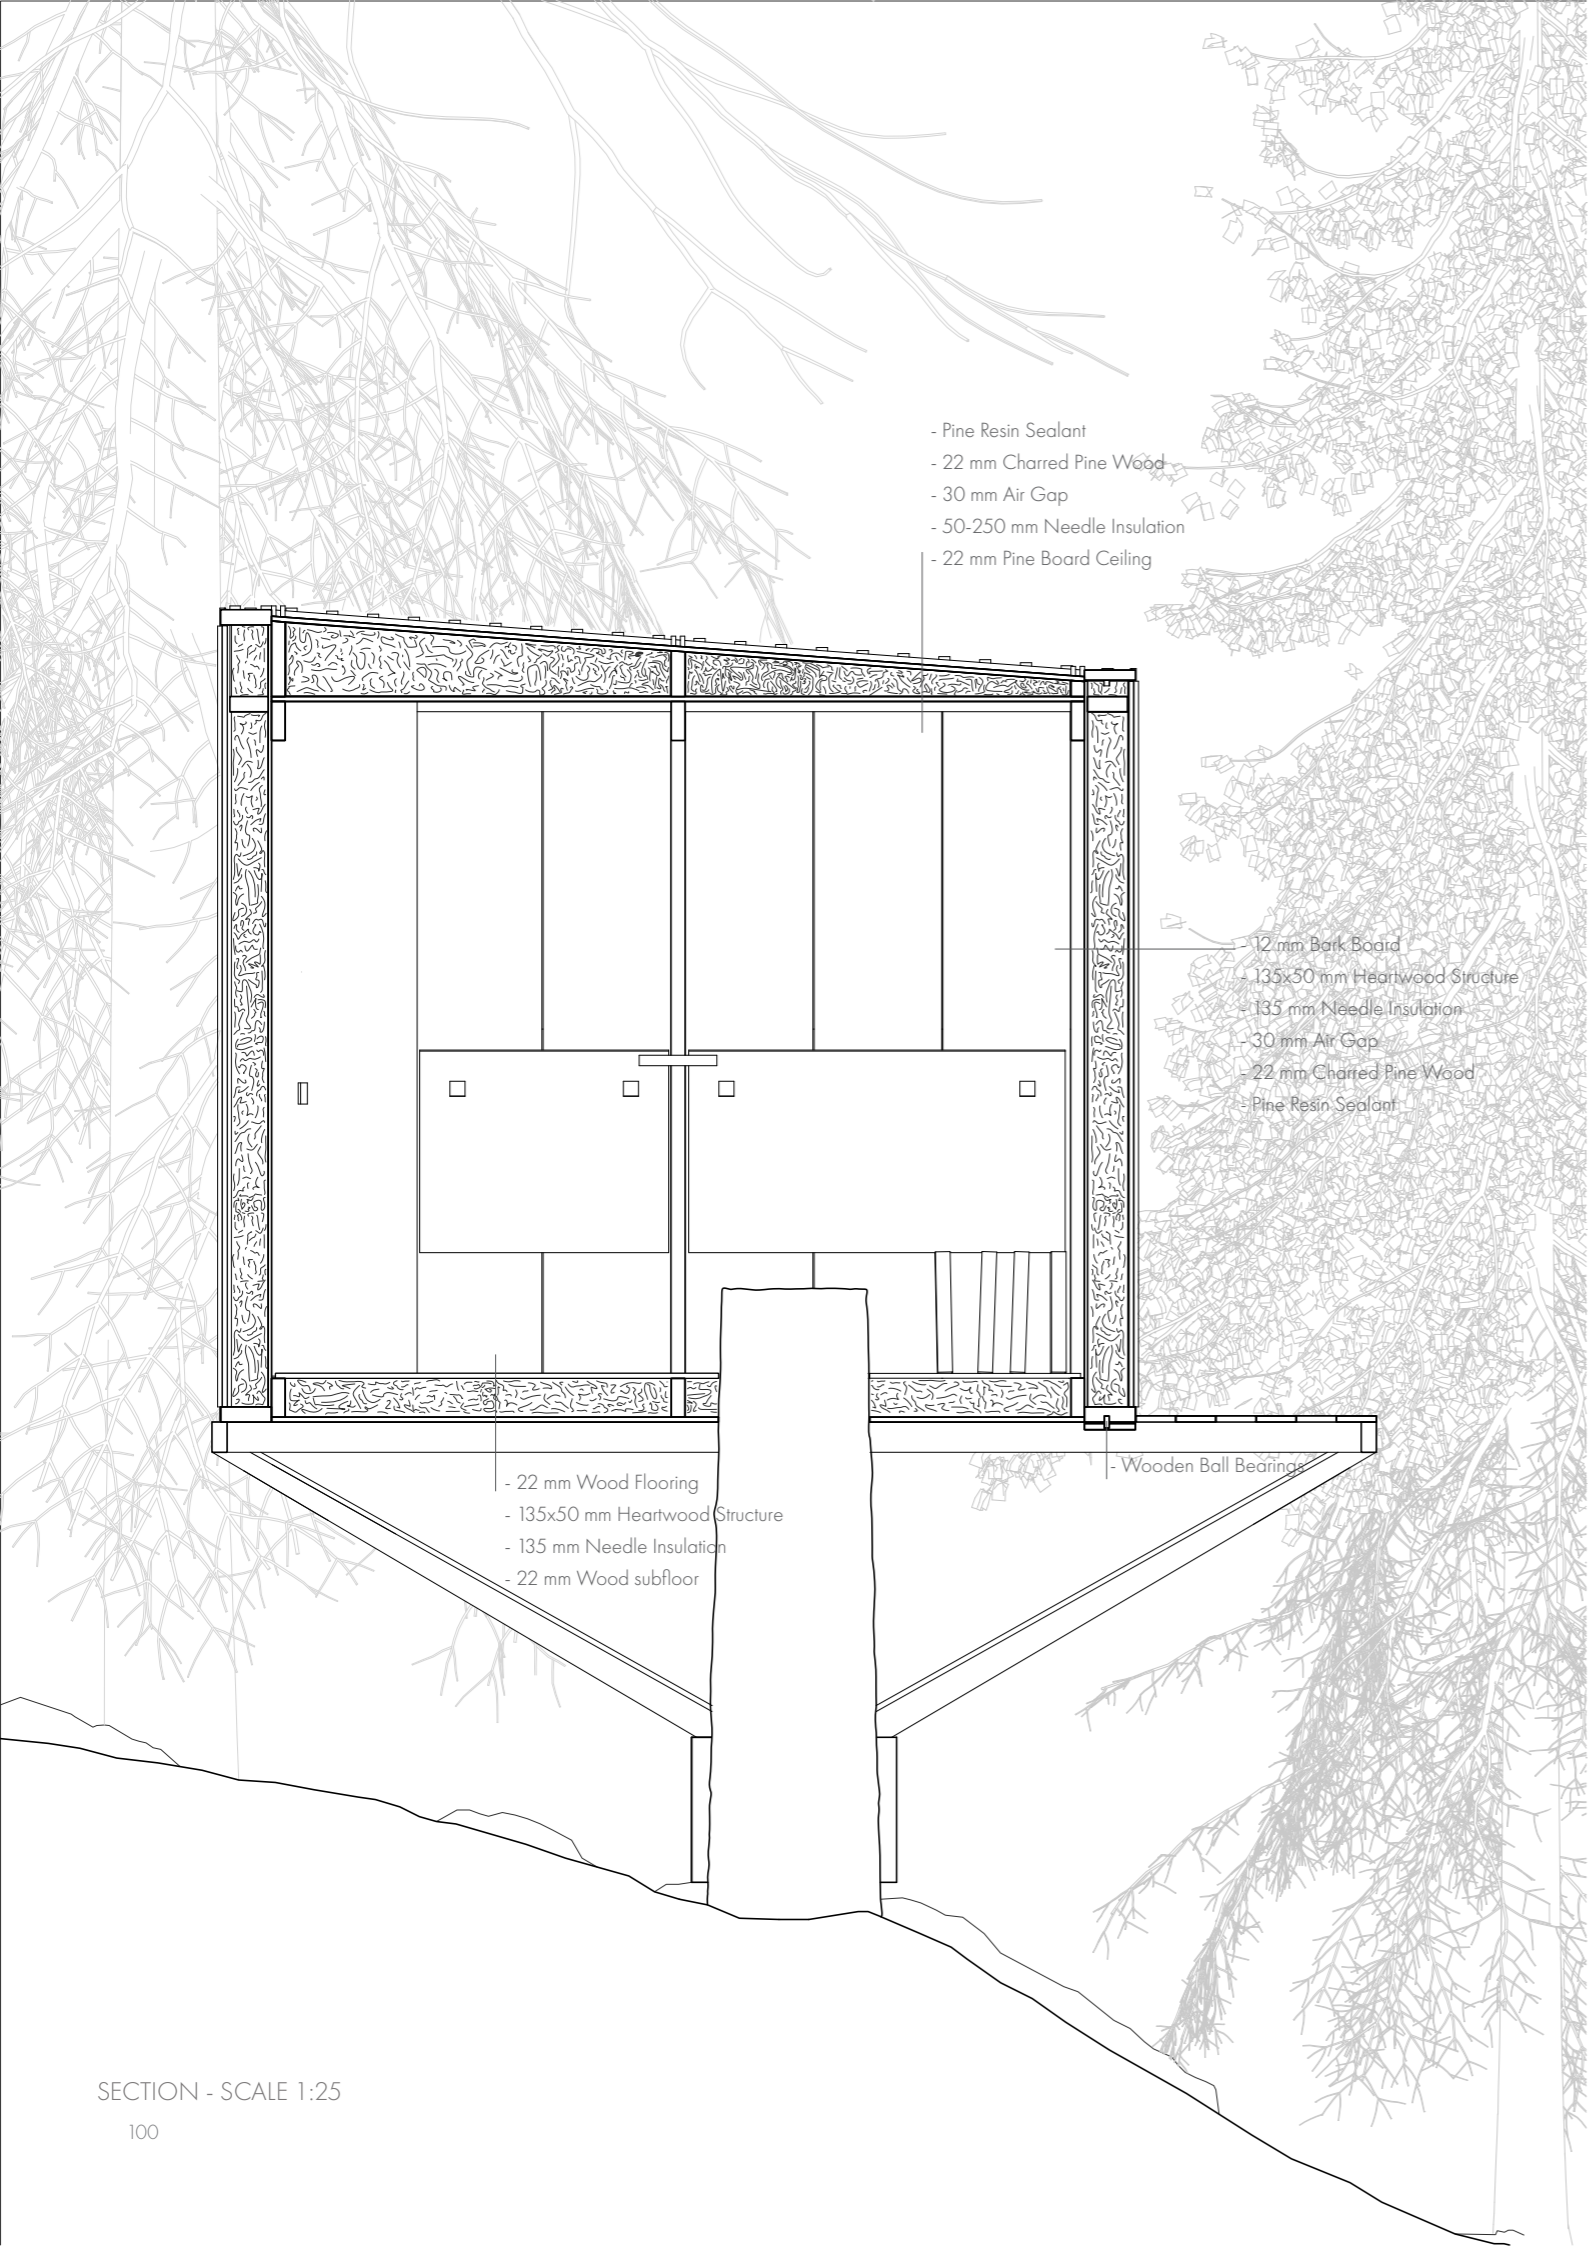 - Pine Resin Sealant
- 22 mm Charred Pine Wood
- 30 mm Air Gap
- 50-250 mm Needle Insulation
- 22 mm Pine Board Ceiling
- 12 mm Bark Board
- 135x50 mm Heartwood Structure
- 135 mm Needle Insulation
- 30 mm Air Gap
- 22 mm Charred Pine Wood
- Pine Resin Sealant
- Wooden Ball Bearings
- 22 mm Wood Flooring
- 135x50 mm Heartwood Structure
- 135 mm Needle Insulation
- 22 mm Wood subfloor
SECTION - SCALE 1:25
100